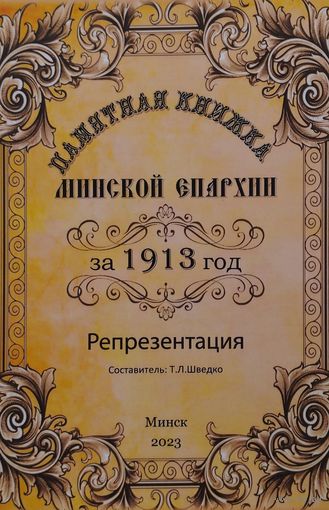 ПАМЯТНАЯ КНИЖКА
МИНСКОЙ ЕПАРХИИ
за 1913 год
Репрезентация
Составитель: Т.Л.Шведко
Минск
2023